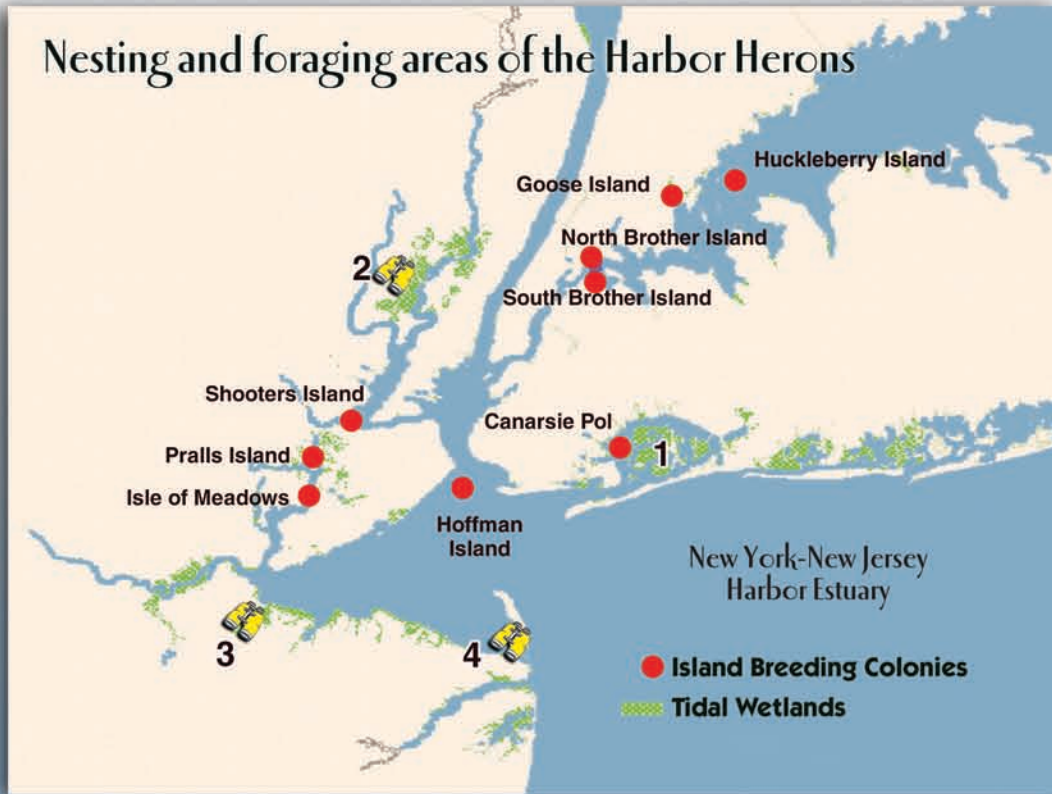 Nesting and foraging areas of the Harbor Herons
Huckleberry Island
Goose Island
North Brother Island
2
South Brother Island
Shooters Island
Canarsie Pol
1
Pralls Island
Isle of Meadows
Hoffman
Island
New York-New Jersey
Harbor Estuary
3
4
Island Breeding Colonies
Tidal Wetlands